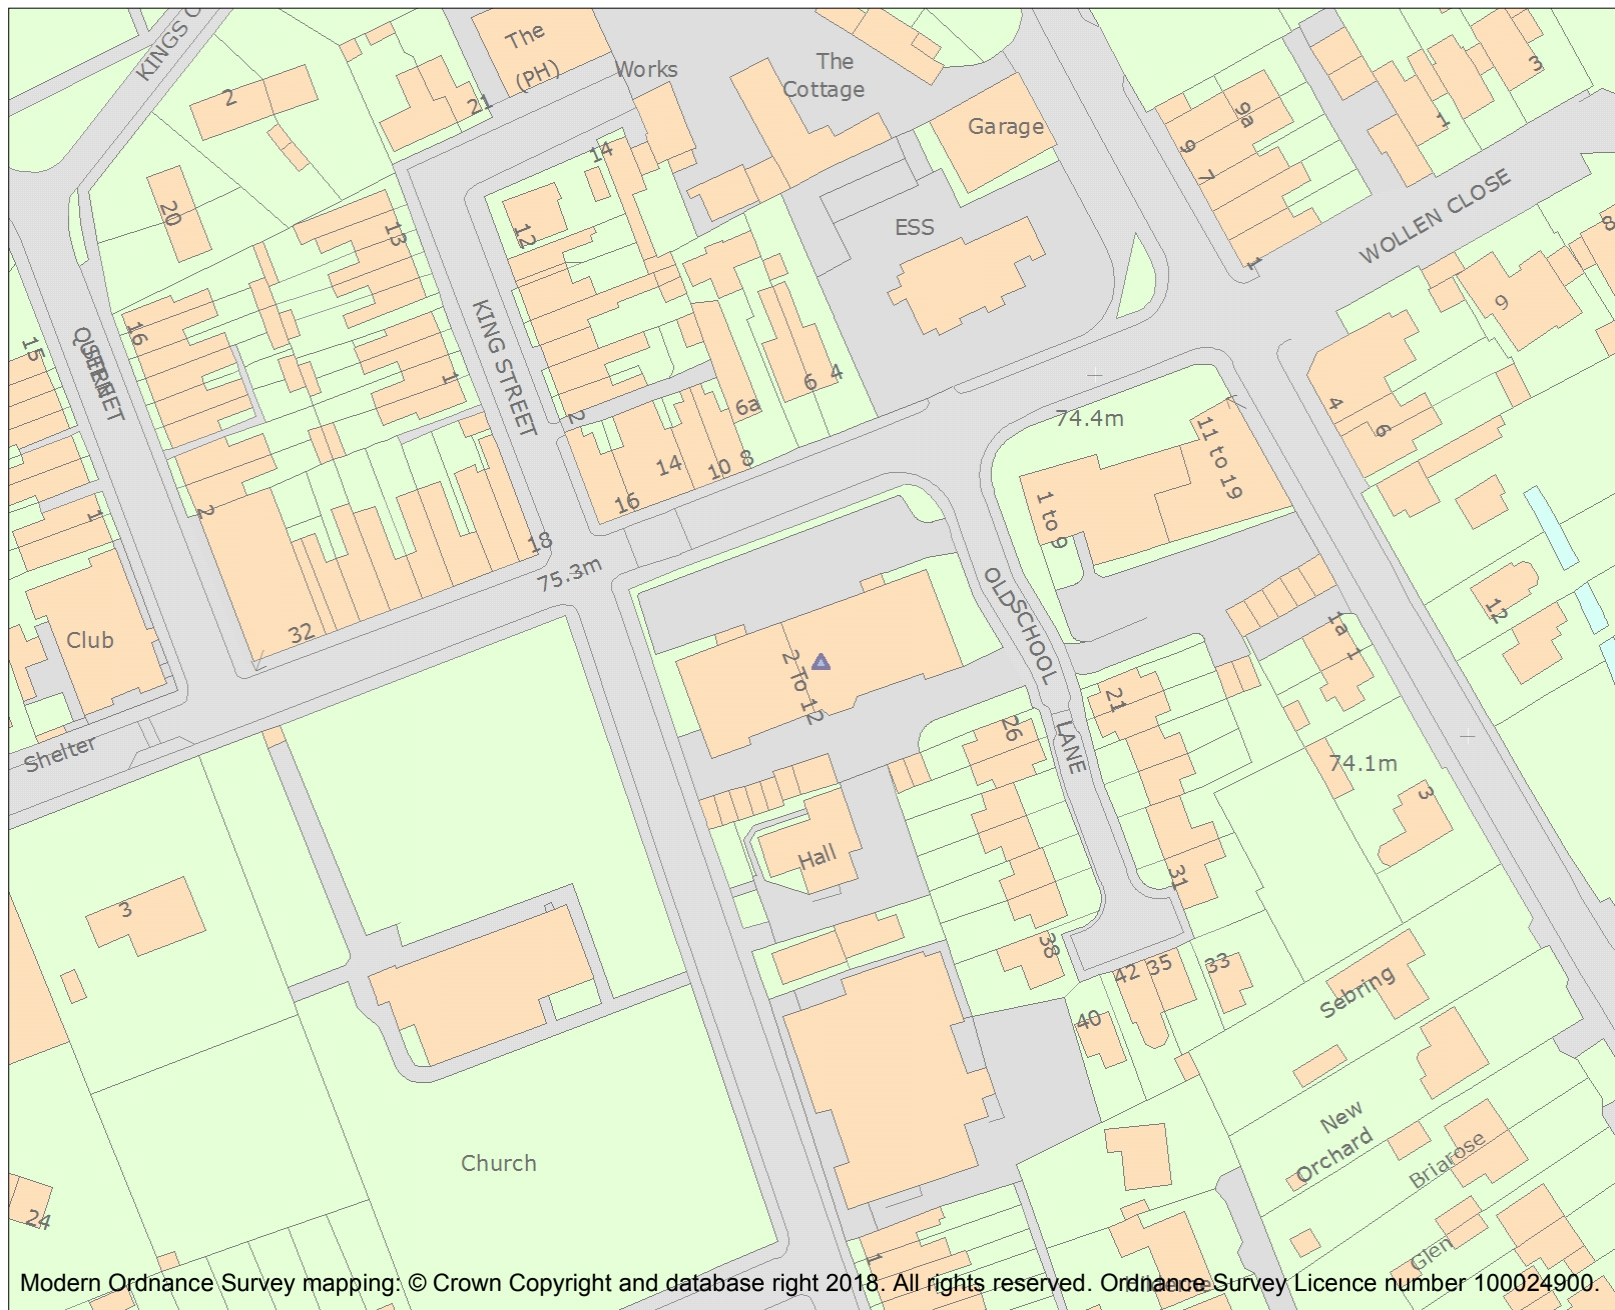 KINGS
The
(PH)
Works
The
Cottage
Garage
3
2
21
14
9a
9
7
1
20
13
12
ESS
WOLLEN CLOSE
8
1
9
15
16
QUEEN
STREET
KING STREET
1
2
6a
6
4
74.4m
4
6
11 to 19
14
10
8
16
1
2
18
75.3m
1 to 9
Club
32
OLD SCHOOL
LANE
12
1a
1
2 To 12
21
26
Shelter
74.1m
3
Hall
31
3
38
42
35
33
Sebring
40
New
Orchard
Briarose
Church
24
Glen
1
Modern Ordnance Survey mapping: © Crown Copyright and database right 2018. All rights reserved. Ordnance Survey Licence number 100024900.